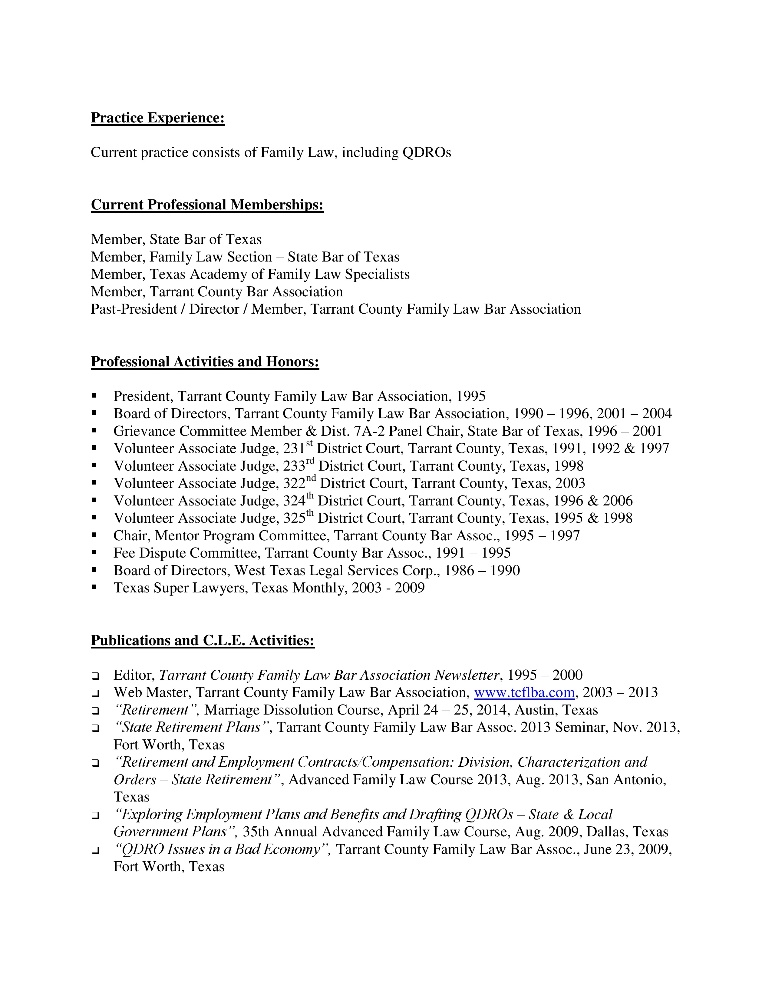 Practice Experience:
Current practice consists of Family Law, including QDROs
Current Professional Memberships:
Member, State Bar of Texas
Member, Family Law Section – State Bar of Texas
Member, Texas Academy of Family Law Specialists
Member, Tarrant County Bar Association
Past-President / Director / Member, Tarrant County Family Law Bar Association
Professional Activities and Honors:
▪ President, Tarrant County Family Law Bar Association, 1995
▪ Board of Directors, Tarrant County Family Law Bar Association, 1990 – 1996, 2001 – 2004
▪ Grievance Committee Member & Dist. 7A-2 Panel Chair, State Bar of Texas, 1996 – 2001
▪ Volunteer Associate Judge, 231st District Court, Tarrant County, Texas, 1991, 1992 & 1997
▪ Volunteer Associate Judge, 233rd District Court, Tarrant County, Texas, 1998
▪ Volunteer Associate Judge, 322nd District Court, Tarrant County, Texas, 2003
▪ Volunteer Associate Judge, 324th District Court, Tarrant County, Texas, 1996 & 2006
▪ Volunteer Associate Judge, 325th District Court, Tarrant County, Texas, 1995 & 1998
▪ Chair, Mentor Program Committee, Tarrant County Bar Assoc., 1995 – 1997
▪ Fee Dispute Committee, Tarrant County Bar Assoc., 1991 – 1995
▪ Board of Directors, West Texas Legal Services Corp., 1986 – 1990
▪ Texas Super Lawyers, Texas Monthly, 2003 - 2009
Publications and C.L.E. Activities:
❏ Editor, Tarrant County Family Law Bar Association Newsletter, 1995 – 2000
❏ Web Master, Tarrant County Family Law Bar Association, www.tcflba.com, 2003 – 2013
❏ “Retirement”, Marriage Dissolution Course, April 24 – 25, 2014, Austin, Texas
❏ “State Retirement Plans”, Tarrant County Family Law Bar Assoc. 2013 Seminar, Nov. 2013,
Fort Worth, Texas
❏ “Retirement and Employment Contracts/Compensation: Division, Characterization and
Orders – State Retirement”, Advanced Family Law Course 2013, Aug. 2013, San Antonio,
Texas
❏ “Exploring Employment Plans and Benefits and Drafting QDROs – State & Local
Government Plans”, 35th Annual Advanced Family Law Course, Aug. 2009, Dallas, Texas
❏ “QDRO Issues in a Bad Economy”, Tarrant County Family Law Bar Assoc., June 23, 2009,
Fort Worth, Texas